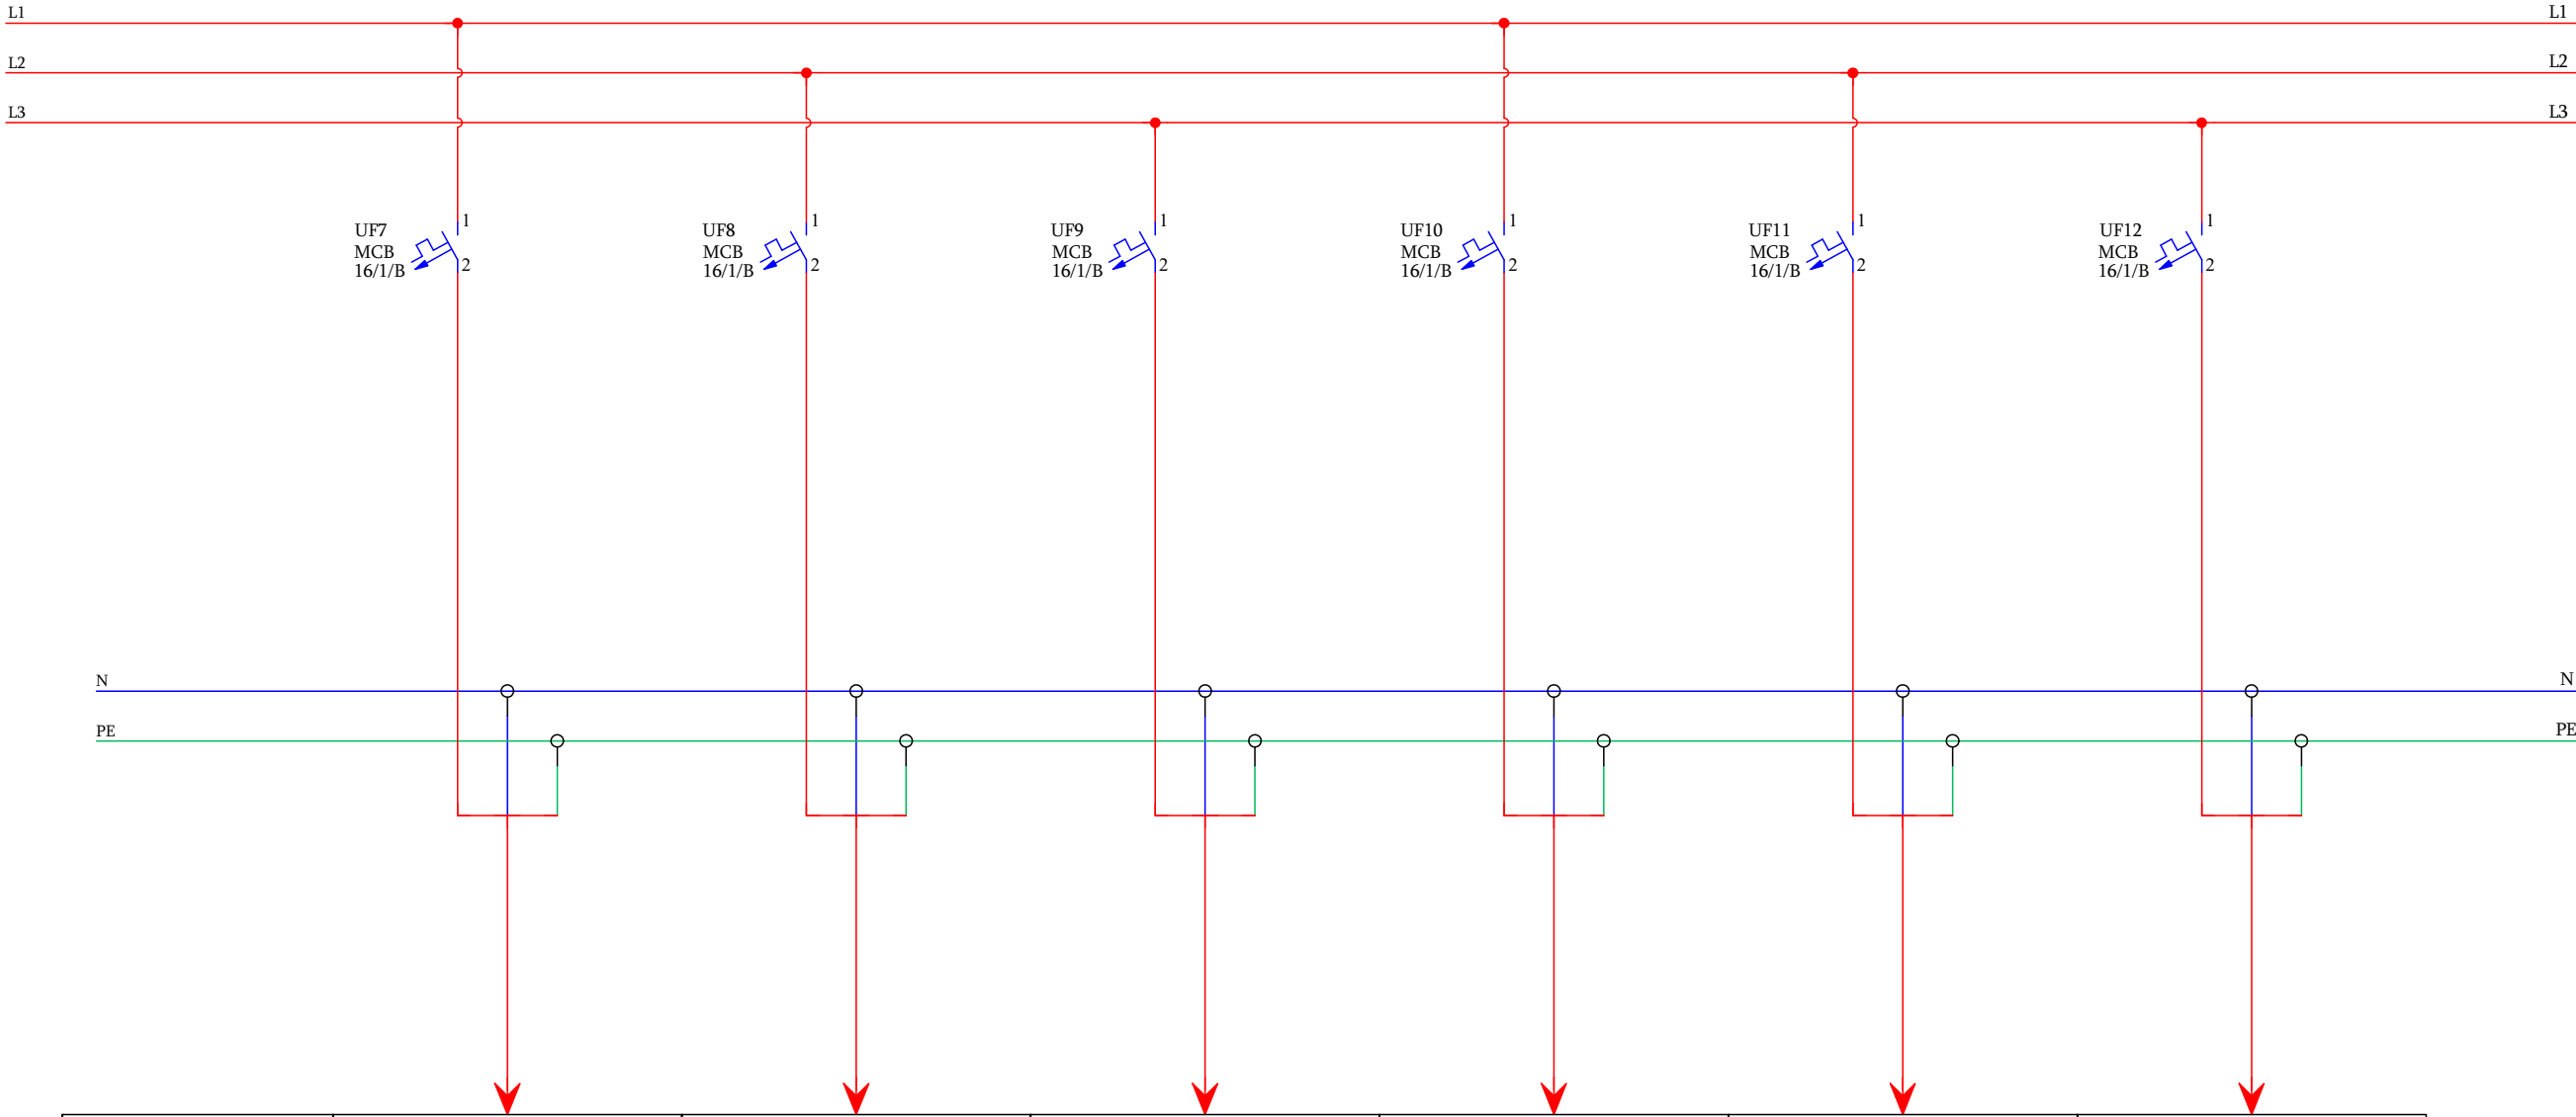 L1 L1
L2 L2
L3 L3
UF7
MCB
16/1/B
1
2
UF8
MCB
16/1/B
1
2
UF9
MCB
16/1/B
1
2
UF10
MCB
16/1/B
1
2
UF11
MCB
16/1/B
1
2
UF12
MCB
16/1/B
1
2
N N
PE PE